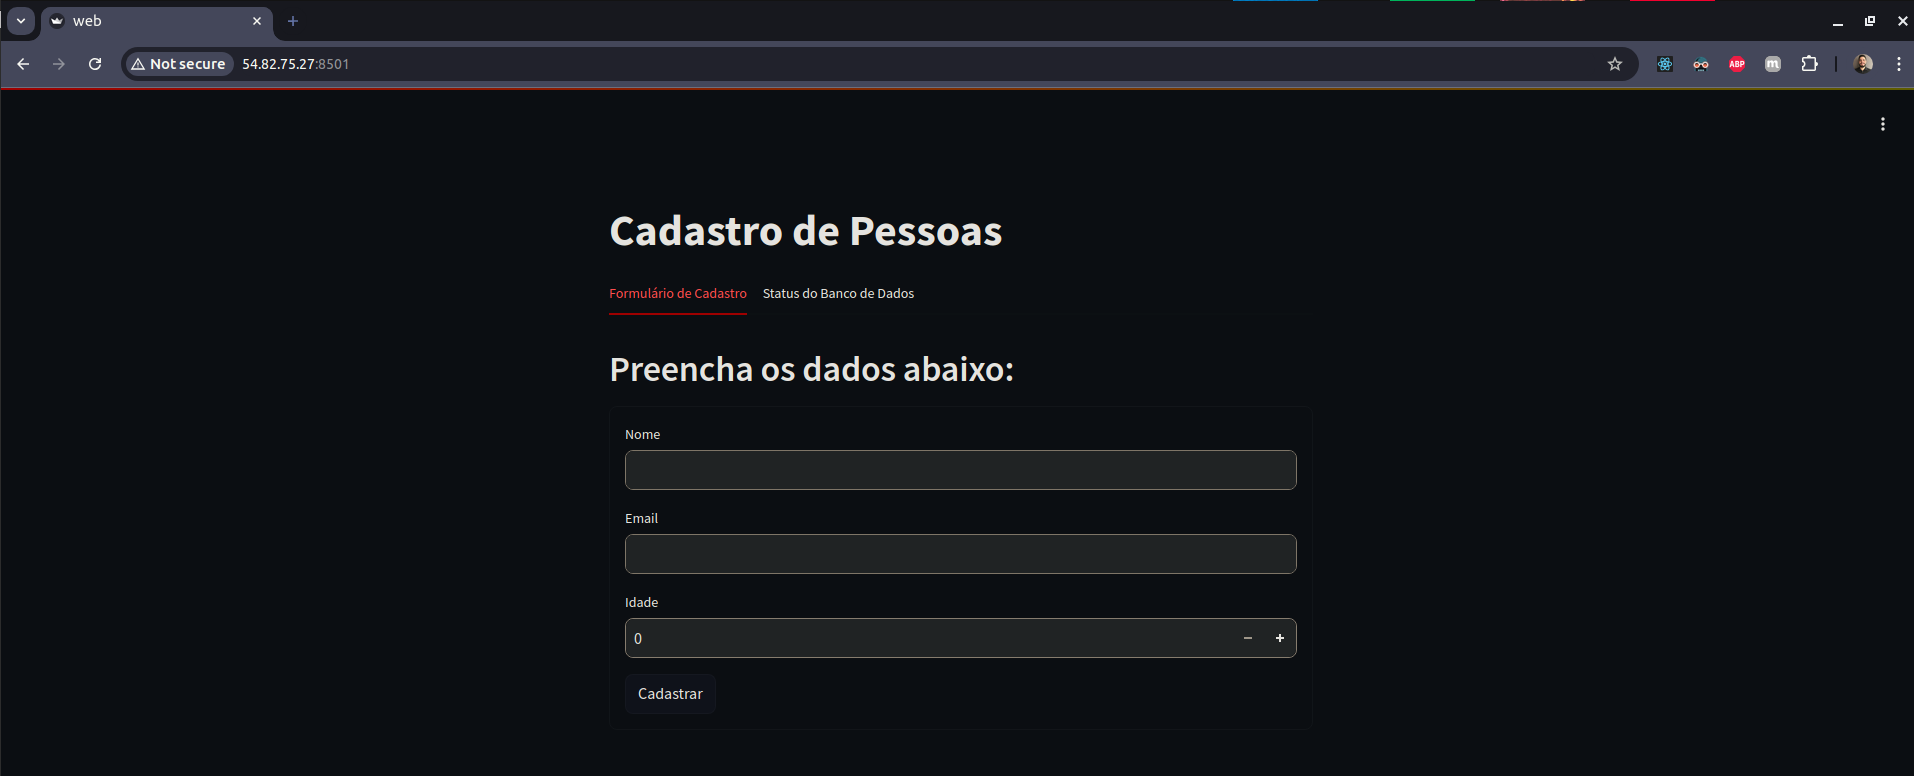 web
Not secure 54.82.75.27:8501
ABP
m
Cadastro de Pessoas
Formulário de Cadastro Status do Banco de Dados
Preencha os dados abaixo:
Nome
Email
Idade
0
Cadastrar